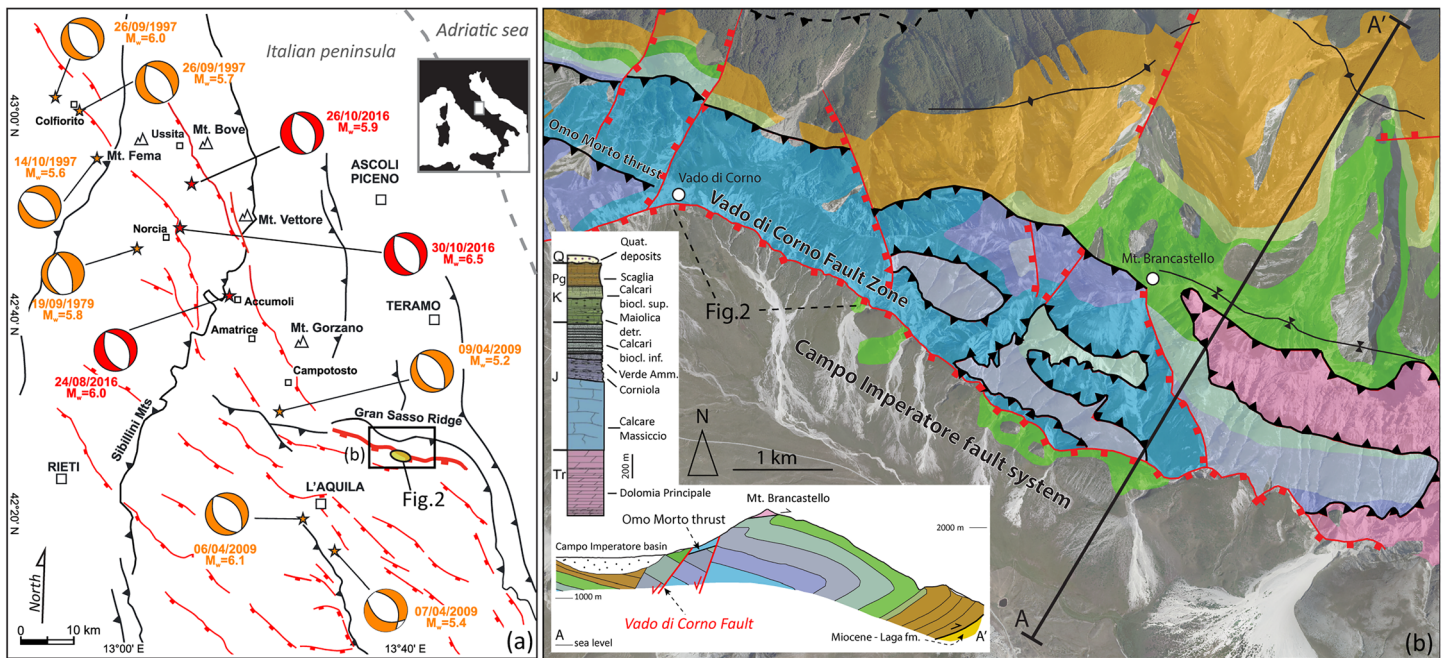 26/09/1997
Mw=6.0
Italian peninsula
Adriatic sea
26/09/1997
Mw=5.7
43°00' N
Colfiorito
Ussita
Mt. Bove
26/10/2016
Mw=5.9
14/10/1997
Mw=5.6
Mt. Fema
ASCOLI
PICENO
Mt. Vettore
Norcia
30/10/2016
Mw=6.5
19/09/1979
Mw=5.8
42°40' N
Accumoli
TERAMO
Amatrice
Mt. Gorzano
09/04/2009
Mw=5.2
24/08/2016
Mw=6.0
Campotosto
Sibillini Mts
Gran Sasso Ridge
(b)
RIETI
Fig.2
L'AQUILA
42°20' N
06/04/2009
Mw=6.1
07/04/2009
Mw=5.4
North
0
10 km
13°00' E
13°40' E
(a)
A'
Omo Morto thrust
Vado di Corno
Vado di Corno Fault Zone
Mt. Brancastello
Fig.2
Campo Imperatore fault system
Q
Quat.
deposits
Pg
Scaglia
K
Calcari
biocl. sup.
Maiolica
detr.
Calcari
biocl. inf.
Verde Amm.
J
Corniola
Calcare
Massiccio
200 m
Tr
Dolomia Principale
N
1 km
Mt. Brancastello
Omo Morto thrust
2000 m
Campo Imperatore basin
1000 m
Vado di Corno Fault
A
sea level
Miocene - Laga fm.
A'
A
(b)